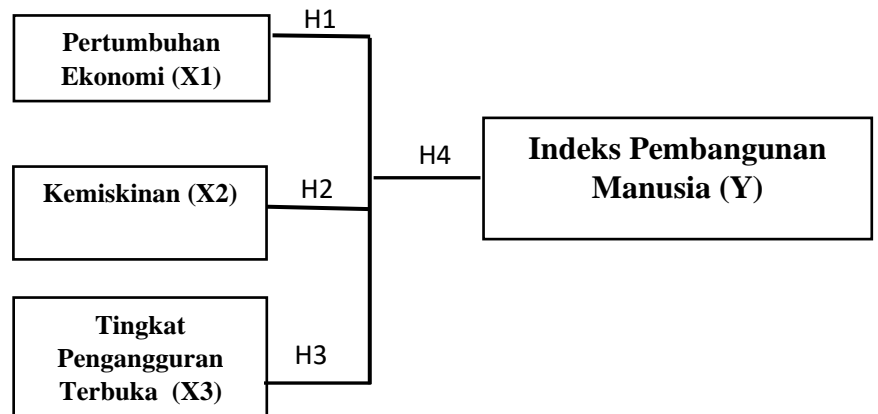 H1
Pertumbuhan
Ekonomi (X1)
Kemiskinan (X2)
H2
H4
Indeks Pembangunan
Manusia (Y)
Tingkat
Pengangguran
Terbuka (X3)
H3